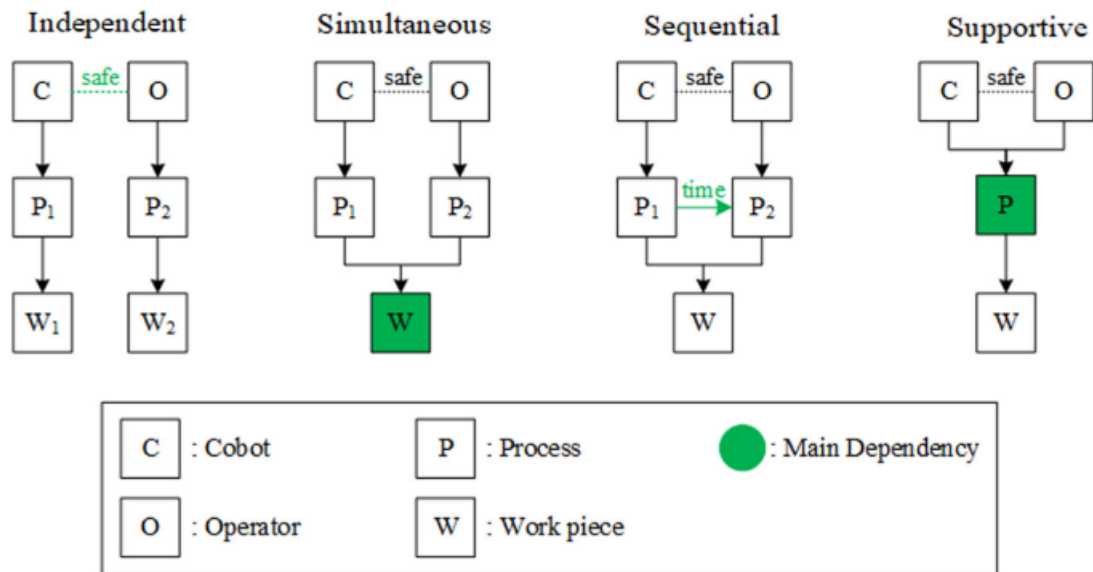 Independent Simultaneous Sequential Supportive
C safe O C safe O C safe O C safe O
P₁ P₂ P₁ P₂ P₁ time P₂ P
W₁ W₂ W W W
C : Cobot P : Process : Main Dependency
O : Operator W : Work piece